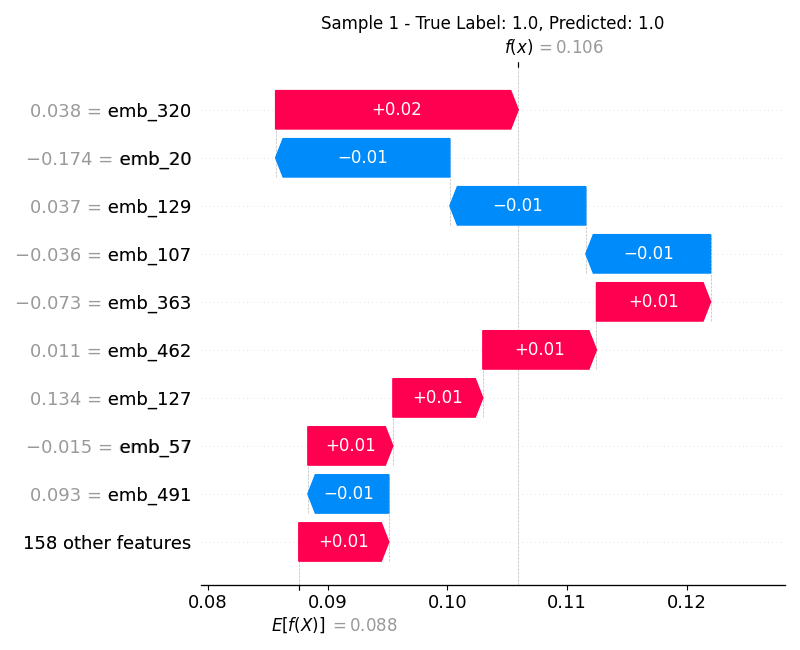 Sample 1 - True Label: 1.0, Predicted: 1.0
f(x) = 0.106
0.038 = emb_320
+0.02
−0.174 = emb_20
−0.01
0.037 = emb_129
−0.01
−0.036 = emb_107
−0.01
−0.073 = emb_363
+0.01
0.011 = emb_462
+0.01
0.134 = emb_127
+0.01
−0.015 = emb_57
+0.01
0.093 = emb_491
−0.01
158 other features
+0.01
0.08 0.09 0.10 0.11 0.12
E[f(X)] = 0.088